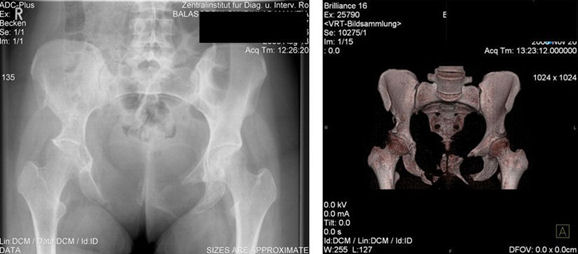 ADC-Plus
Ex:
R
Becken
Se: 1/1
Im: 1/1
Zentralinstitut für Diag. u. Interv. Ro
BALAS
Acq Tm: 12:26:20
135
Lin:DCM / Id:ID
DATA
SIZES ARE APPROXIMATE
Brilliance 16
Ex: 25790
<VRT-Bildsammlung>
Se: 10275/1
Im: 1/15
: 0.0
E
Acq Tm: 13:23:12.000000
1024 x 1024
0.0 kV
0.0 mA
Tilt: 0.0
0.0 s
Id:DCM / Lin:DCM / Id:ID
W:255 L:127
A
DFOV: 0.0 x 0.0cm